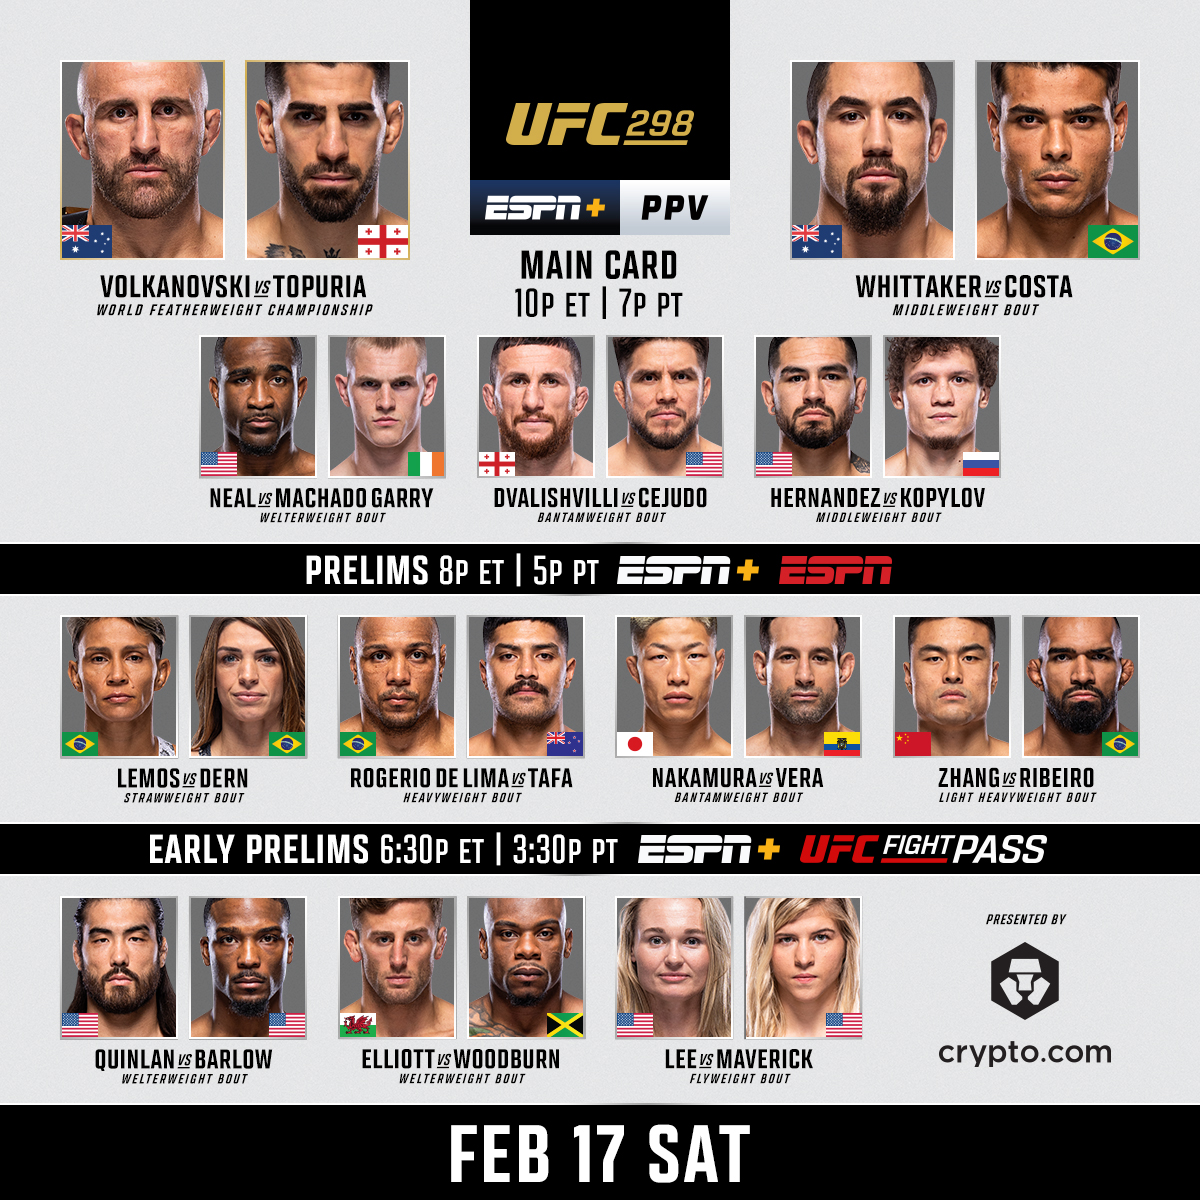 UFC 298
ESPN+ PPV
MAIN CARD
10P ET | 7P PT
VOLKANOVSKI VS TOPURIA
WORLD FEATHERWEIGHT CHAMPIONSHIP
WHITTAKER VS COSTA
MIDDLEWEIGHT BOUT
NEAL VS MACHADO GARRY
WELTERWEIGHT BOUT
DVALISHVILLI VS CEJUDO
BANTAMWEIGHT BOUT
HERNANDEZ VS KOPYLOV
MIDDLEWEIGHT BOUT
PRELIMS 8P ET | 5P PT ESPN+ ESPN
LEMOS VS DERN
STRAWWEIGHT BOUT
ROGERIO DE LIMA VS TAFA
HEAVYWEIGHT BOUT
NAKAMURA VS VERA
BANTAMWEIGHT BOUT
ZHANG VS RIBEIRO
LIGHT HEAVYWEIGHT BOUT
EARLY PRELIMS 6:30P ET | 3:30P PT ESPN+ UFC FIGHT PASS
QUINLAN VS BARLOW
WELTERWEIGHT BOUT
ELLIOTT VS WOODBURN
WELTERWEIGHT BOUT
LEE VS MAVERICK
FLYWEIGHT BOUT
PRESENTED BY
crypto.com
FEB 17 SAT